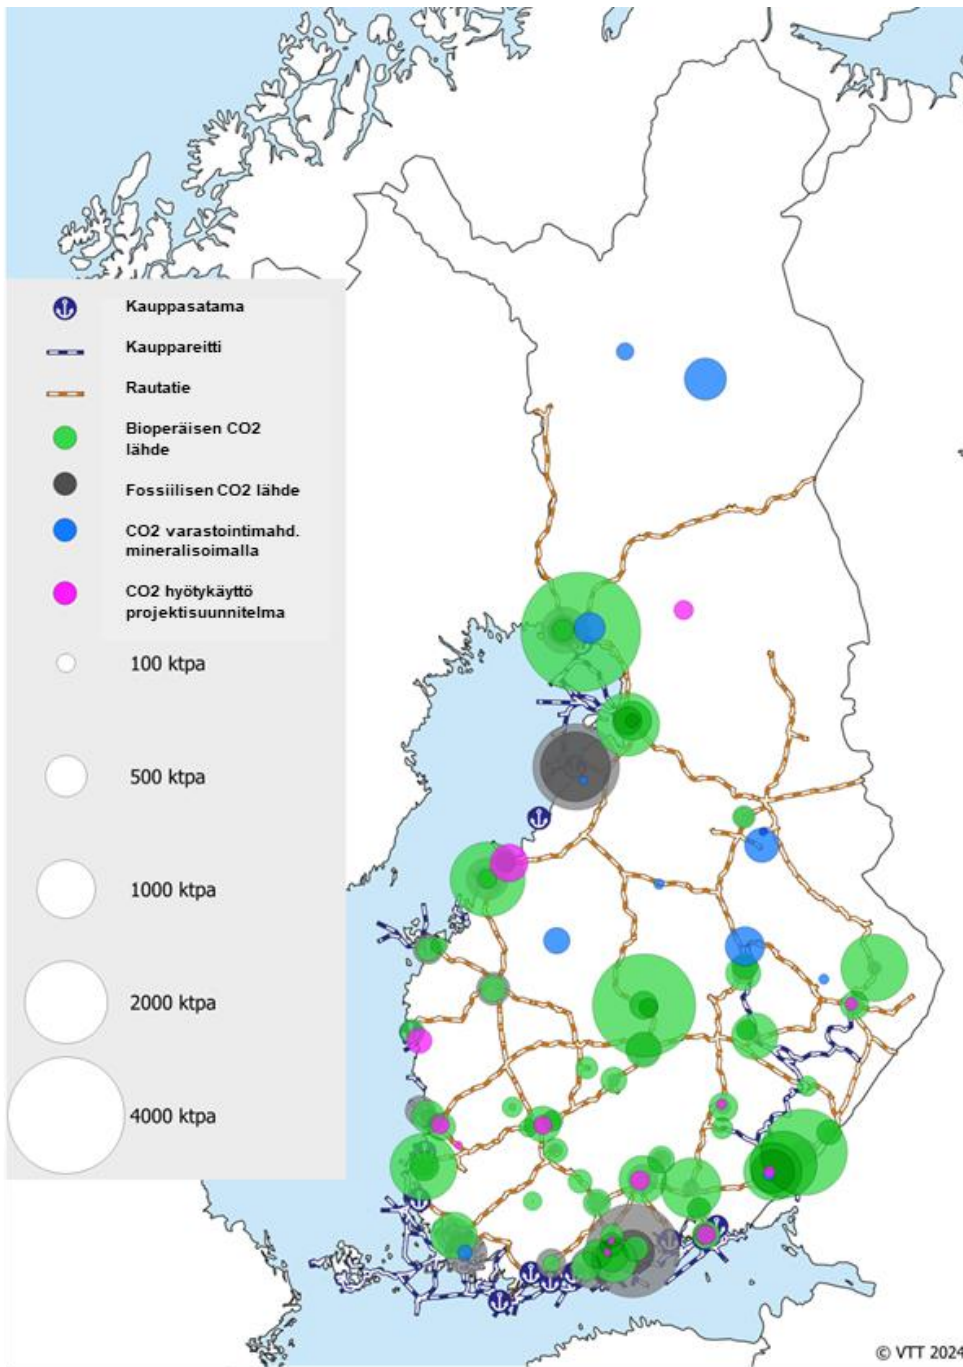 Kauppasatama
Kauppareitti
Rautatie
Bioperäisen CO2
lähde
Fossiilisen CO2 lähde
CO2 varastointimahd.
mineralisoimalla
CO2 hyötykäyttö
projektisuunnitelma
100 ktpa
500 ktpa
1000 ktpa
2000 ktpa
4000 ktpa
© VTT 2024